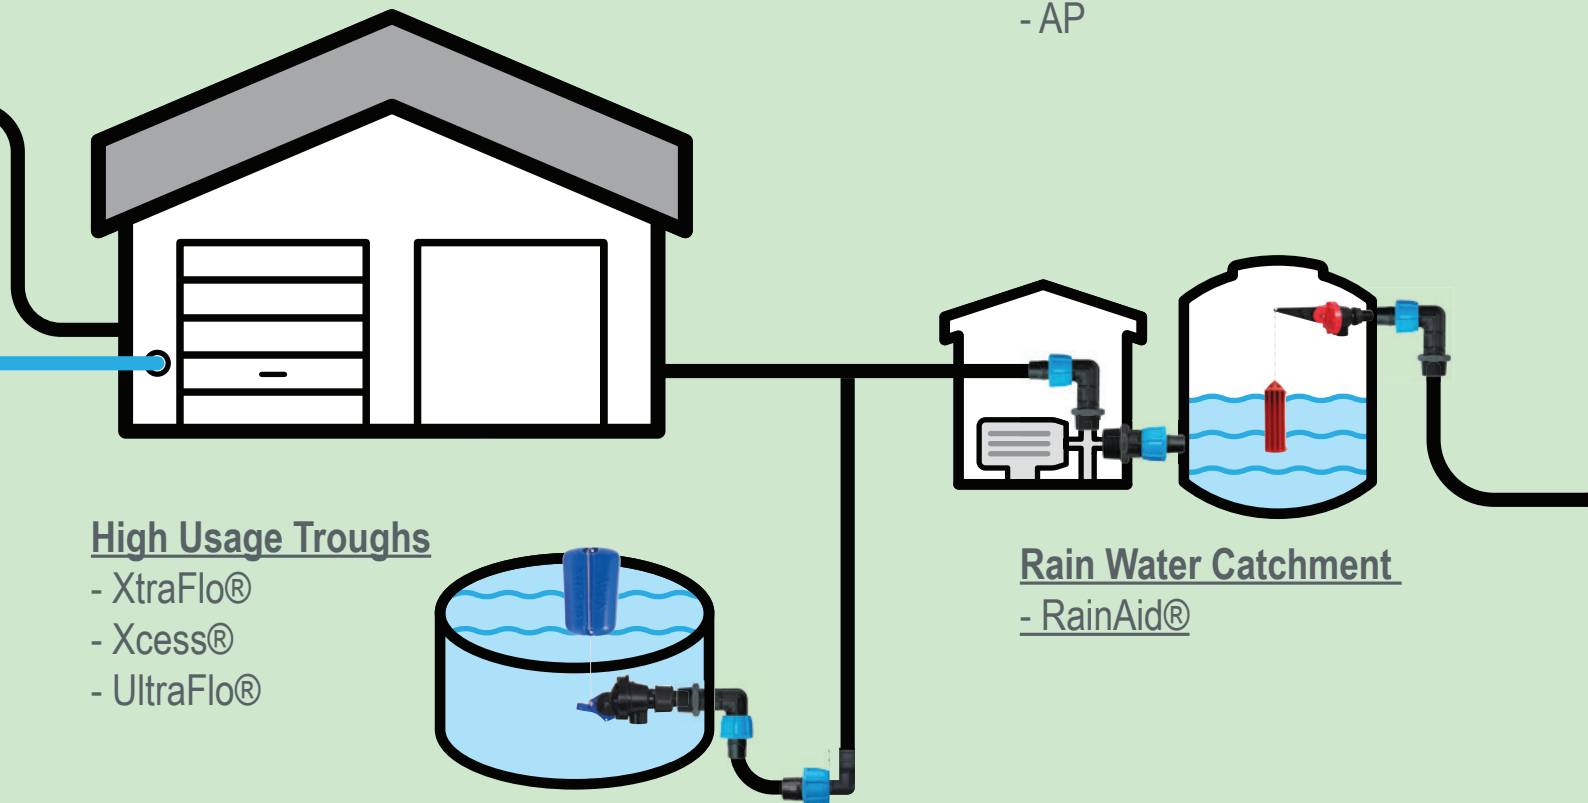 - AP
High Usage Troughs
- XtraFlo®
- Xcess®
- UltraFlo®
Rain Water Catchment
- RainAid®